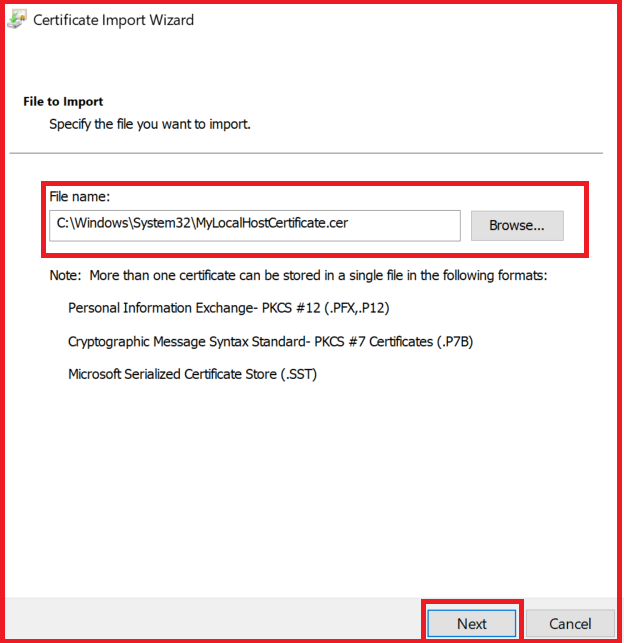 Certificate Import Wizard
File to Import
Specify the file you want to import.
File name:
C:\Windows\System32\MyLocalHostCertificate.cer
Browse...
Note:  More than one certificate can be stored in a single file in the following formats:
Personal Information Exchange- PKCS #12 (.PFX,.P12)
Cryptographic Message Syntax Standard- PKCS #7 Certificates (.P7B)
Microsoft Serialized Certificate Store (.SST)
Next
Cancel